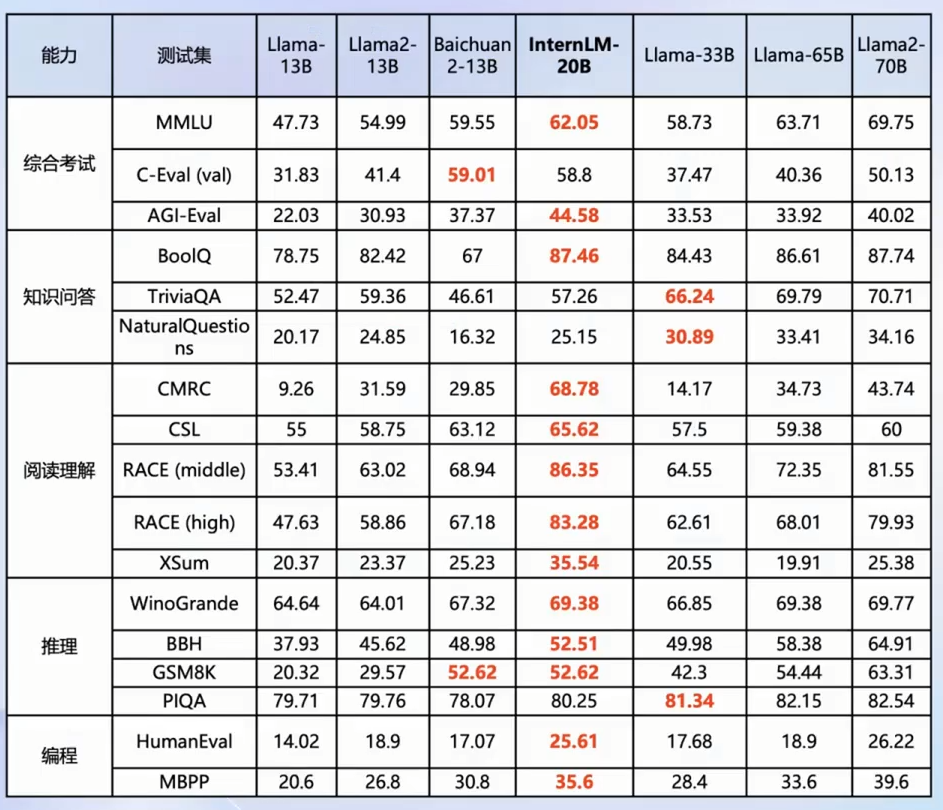 能力 测试集 Llama-13B Llama2-13B Baichuan2-13B InternLM-20B Llama-33B Llama-65B Llama2-70B
综合考试
MMLU 47.73 54.99 59.55 62.05 58.73 63.71 69.75
C-Eval (val) 31.83 41.4 59.01 58.8 37.47 40.36 50.13
AGI-Eval 22.03 30.93 37.37 44.58 33.53 33.92 40.02
知识问答
BoolQ 78.75 82.42 67 87.46 84.43 86.61 87.74
TriviaQA 52.47 59.36 46.61 57.26 66.24 69.79 70.71
NaturalQuestions 20.17 24.85 16.32 25.15 30.89 33.41 34.16
阅读理解
CMRC 9.26 31.59 29.85 68.78 14.17 34.73 43.74
CSL 55 58.75 63.12 65.62 57.5 59.38 60
RACE (middle) 53.41 63.02 68.94 86.35 64.55 72.35 81.55
RACE (high) 47.63 58.86 67.18 83.28 62.61 68.01 79.93
XSum 20.37 23.37 25.23 35.54 20.55 19.91 25.38
推理
WinoGrande 64.64 64.01 67.32 69.38 66.85 69.38 69.77
BBH 37.93 45.62 48.98 52.51 49.98 58.38 64.91
GSM8K 20.32 29.57 52.62 52.62 42.3 54.44 63.31
PIQA 79.71 79.76 78.07 80.25 81.34 82.15 82.54
编程
HumanEval 14.02 18.9 17.07 25.61 17.68 18.9 26.22
MBPP 20.6 26.8 30.8 35.6 28.4 33.6 39.6